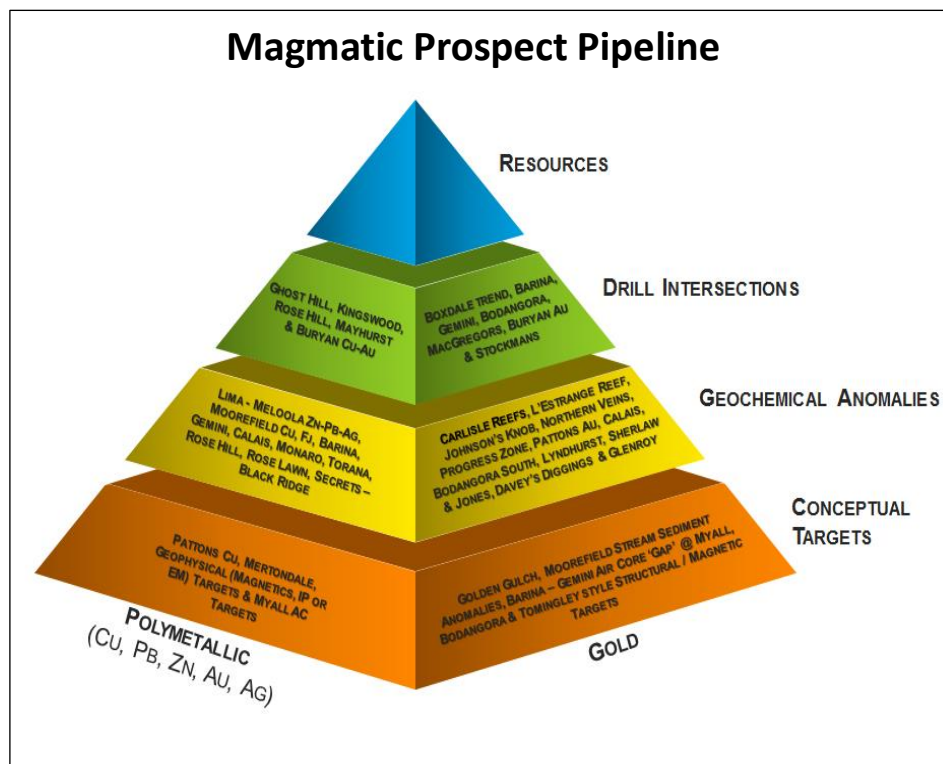 Magmatic Prospect Pipeline
RESOURCES
DRILL INTERSECTIONS
GHOST HILL, KINGSWOOD,
ROSE HILL, MAYHURST
& BURYAN CU-AU
BOXDALE TREND, BARINA,
GEMINI, BODANGORA,
MACGREGORS, BURYAN AU
& STOCKMANS
GEOCHEMICAL ANOMALIES
LIMA - MELOOLA ZN-PB-AG,
MOOREFIELD CU, FJ, BARINA,
GEMINI, CALAIS, MONARO, TORANA,
ROSE HILL, ROSE LAWN, SECRETS –
BLACK RIDGE
CARLISLE REEFS, L'ESTRANGE REEF,
JOHNSON'S KNOB, NORTHERN VEINS,
PROGRESS ZONE, PATTONS AU, CALAIS,
BODANGORA SOUTH, LYNDHURST, SHERLAW
& JONES, DAVEY'S DIGGINGS & GLENROY
CONCEPTUAL
TARGETS
PATTONS CU, MERTONDALE,
GEOPHYSICAL (MAGNETICS, IP OR
EM) TARGETS & MYALL AC
TARGETS
GOLDEN GULCH, MOOREFIELD STREAM SEDIMENT
ANOMALIES, BARINA – GEMINI AIR CORE 'GAP' @ MYALL,
BODANGORA & TOMINGLEY STYLE STRUCTURAL / MAGNETIC
TARGETS
POLYMETALLIC
(CU, PB, ZN, AU, AG)
GOLD